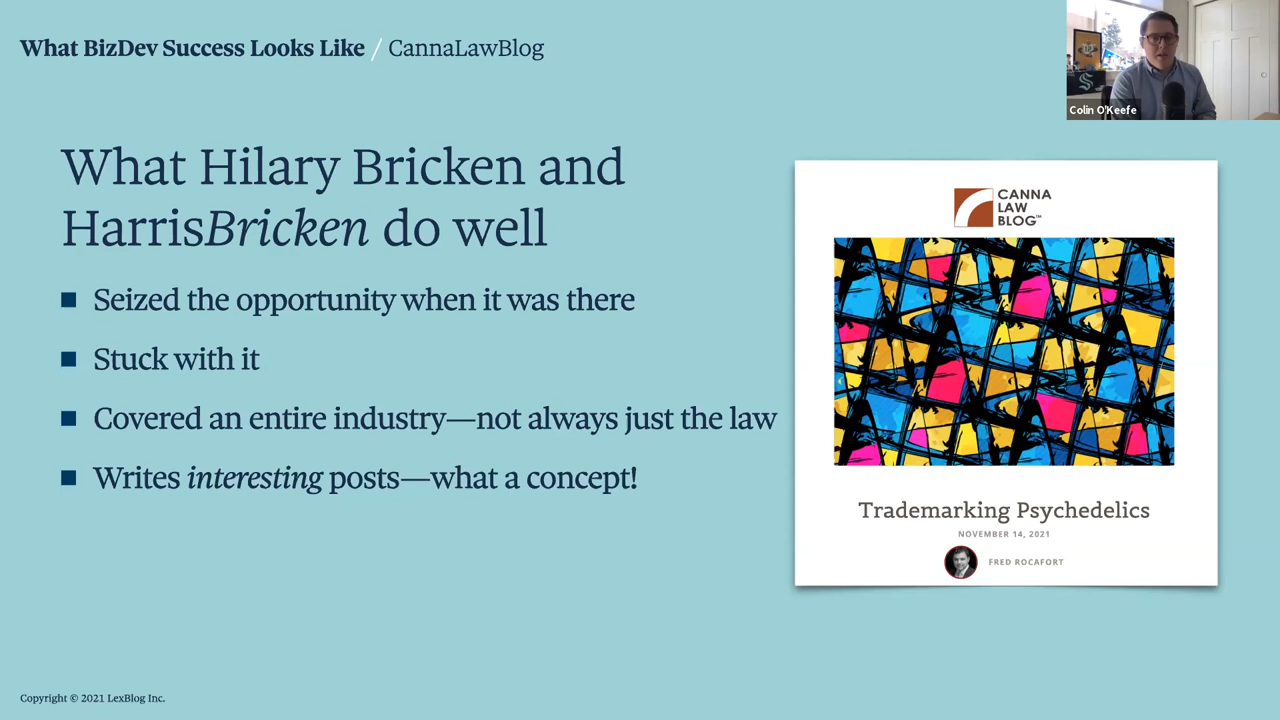 What BizDev Success Looks Like / CannaLawBlog
Colin O'Keefe
What Hilary Bricken and
HarrisBricken do well
■ Seized the opportunity when it was there
■ Stuck with it
■ Covered an entire industry—not always just the law
■ Writes interesting posts—what a concept!
CANNA
LAW
BLOG™
Trademarking Psychedelics
NOVEMBER 14, 2021
FRED ROCAFORT
Copyright © 2021 LexBlog Inc.